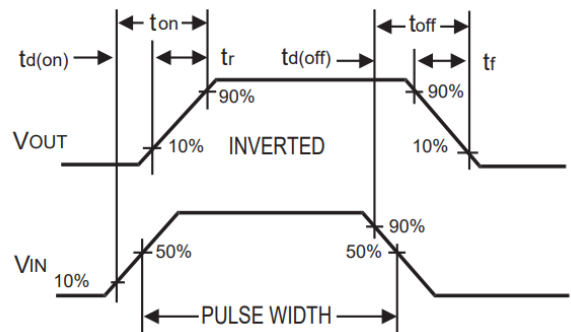 ton
toff
td(on)
tr
td(off)
tf
90%
90%
VOUT
10%
INVERTED
10%
90%
VIN
50%
50%
10%
PULSE WIDTH